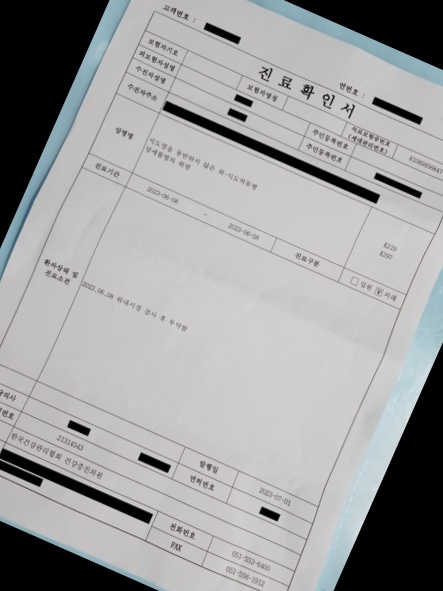 고객번호 :
연번호 :
진료확인서
보험자기호
보험자명칭
의료보험증번호
(세대관리번호)
피보험자성명
주민등록번호
수진자성명
주민등록번호
수진자주소
상병명
식도염을 동반하지 않은 위-식도역류병
상세불명의 위염
K219
K297
진료기간
2023-06-08 - 2023-06-08
진료구분
입원 외래
환자상태 및
진료소견
2023.06.08 위내시경 검사 후 투약함
발행일
2023-07-01
21314543
면허번호
한국건강관리협회 건강증진의원
전화번호
051-553-6400
FAX
051-556-1912